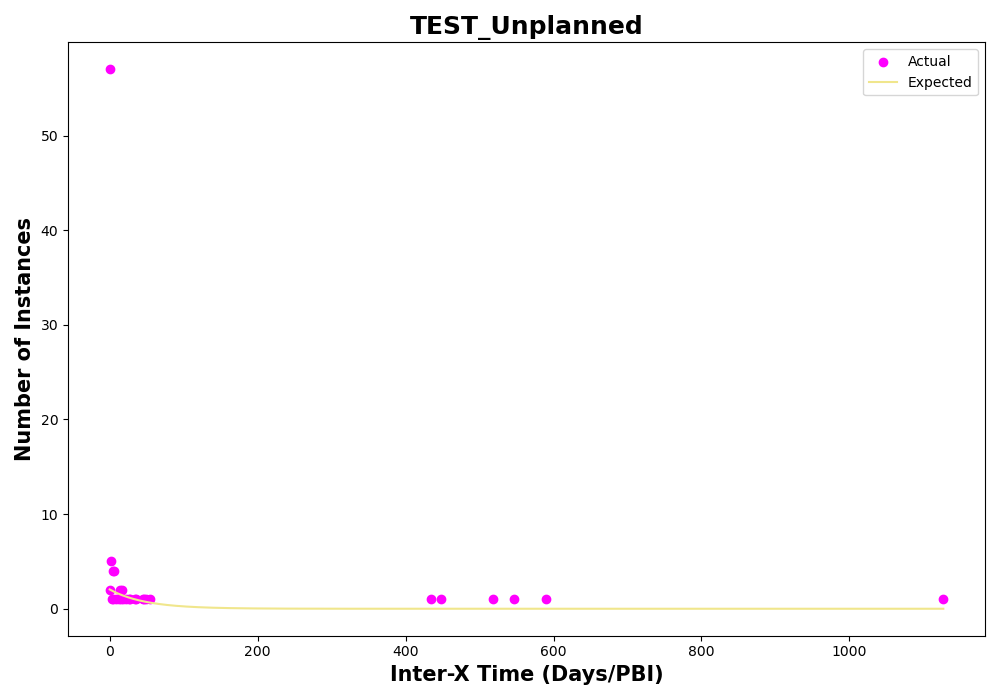 TEST_Unplanned
Actual
Expected
Number of Instances
50
40
30
20
10
0
0 200 400 600 800 1000
Inter-X Time (Days/PBI)